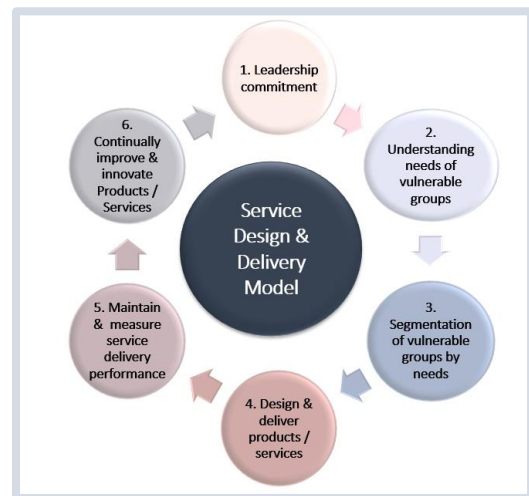 1. Leadership
commitment
2.
Understanding
needs of
vulnerable
groups
3.
Segmentation
of vulnerable
groups by
needs
4. Design &
deliver
products /
services
5. Maintain
& measure
service
delivery
performance
6.
Continually
improve &
innovate
Products /
Services
Service
Design &
Delivery
Model